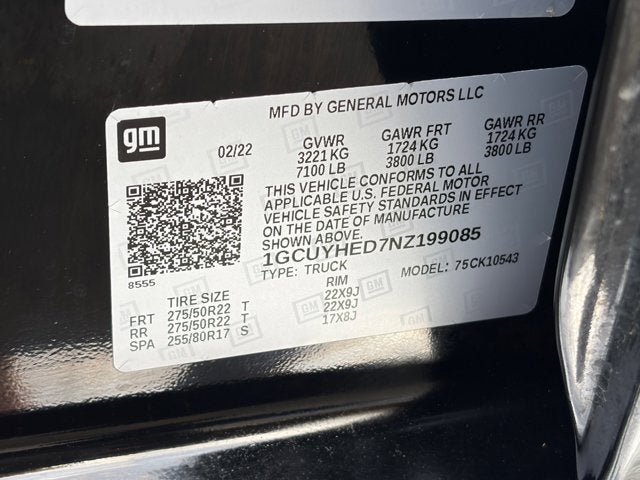 MFD BY GENERAL MOTORS LLC
gm
02/22
GVWR
3221 KG
7100 LB
GAWR FRT
1724 KG
3800 LB
GAWR RR
1724 KG
3800 LB
THIS VEHICLE CONFORMS TO ALL
APPLICABLE U.S. FEDERAL MOTOR
VEHICLE SAFETY STANDARDS IN EFFECT
ON THE DATE OF MANUFACTURE
SHOWN ABOVE.
1GCUYHED7NZ199085
TYPE: TRUCK
MODEL: 75CK10543
8555
TIRE SIZE RIM
FRT 275/50R22 T 22X9J
RR 275/50R22 T 22X9J
SPA 255/80R17 S 17X8J